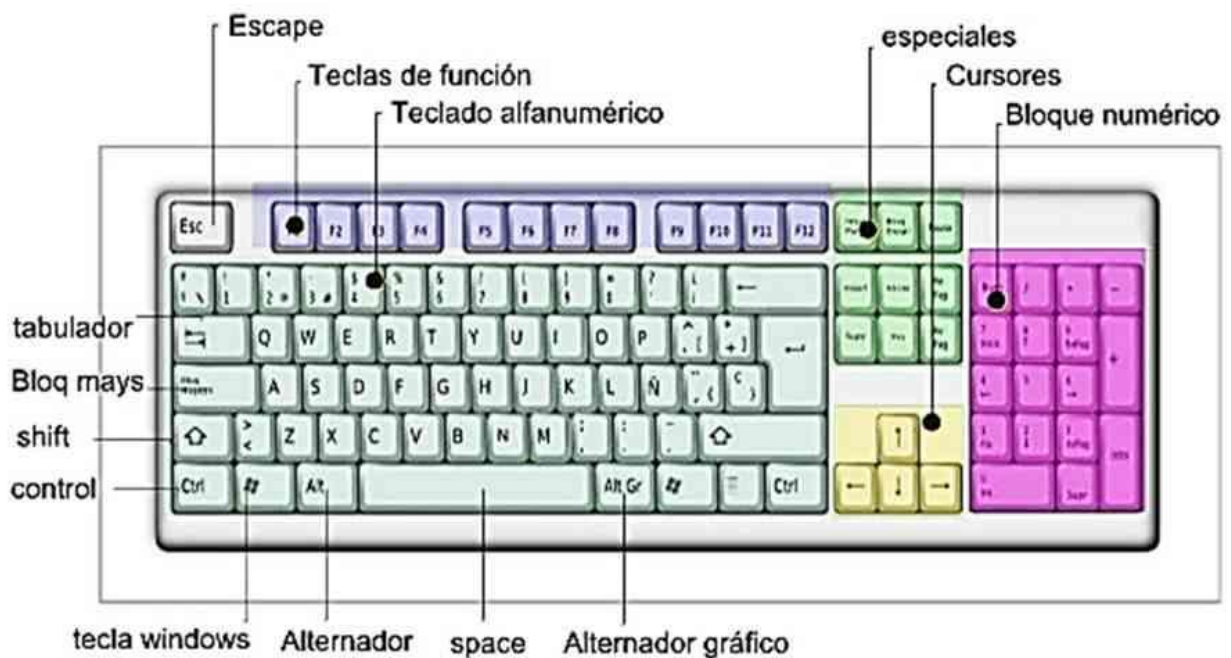 Escape
especiales
Teclas de función
Cursores
Teclado alfanumérico
Bloque numérico
Esc F2 F3 F4 F5 F6 F7 F8 F9 F10 F11 F12
tabulador
Q W E R T Y U I O P
Bloq mays
A S D F G H J K L Ñ
shift
Z X C V B N M
control
Ctrl Alt Alt Gr Ctrl
tecla windows
Alternador
space
Alternador gráfico